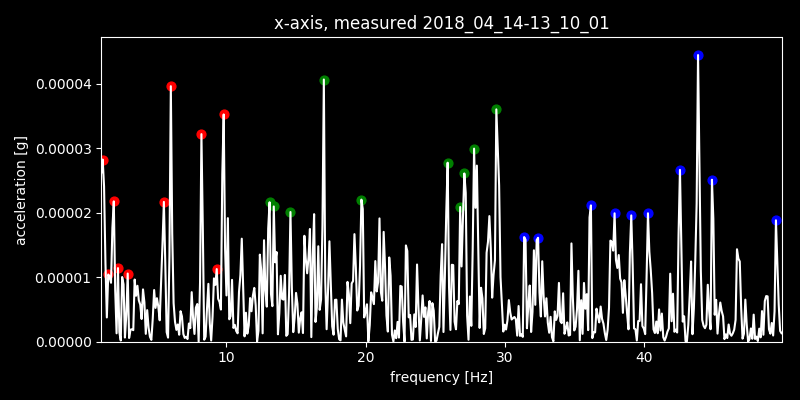 x-axis, measured 2018_04_14-13_10_01
acceleration [g]
0.00004
0.00003
0.00002
0.00001
0.00000
10 20 30 40
frequency [Hz]